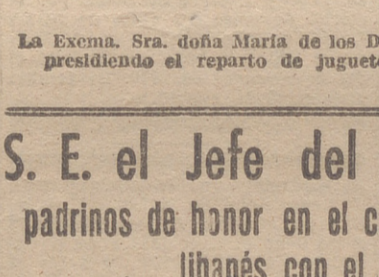 La Excma. Sra. doña María de los D
presidiendo el reparto de juguet
S. E. el Jefe del
padrinos de honor en el c
libanés con el